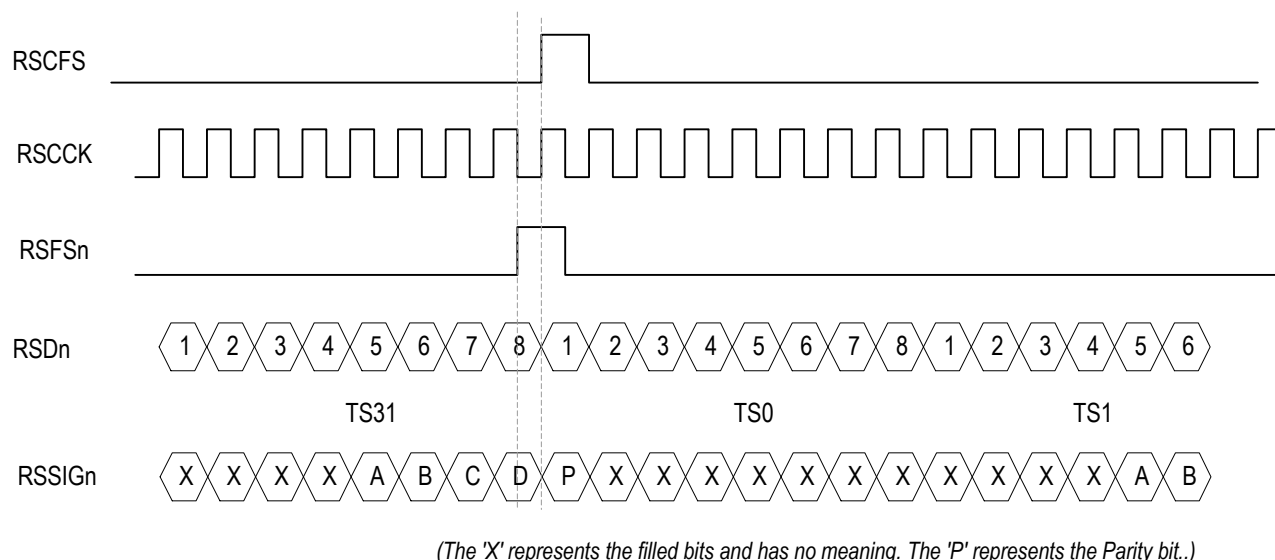 RSCFS
RSCCK
RSFSn
RSDn 1 2 3 4 5 6 7 8 1 2 3 4 5 6 7 8 1 2 3 4 5 6
TS31 TS0 TS1
RSSIGn X X X X A B C D P X X X X X X X X X X X A B
(The 'X' represents the filled bits and has no meaning. The 'P' represents the Parity bit..)